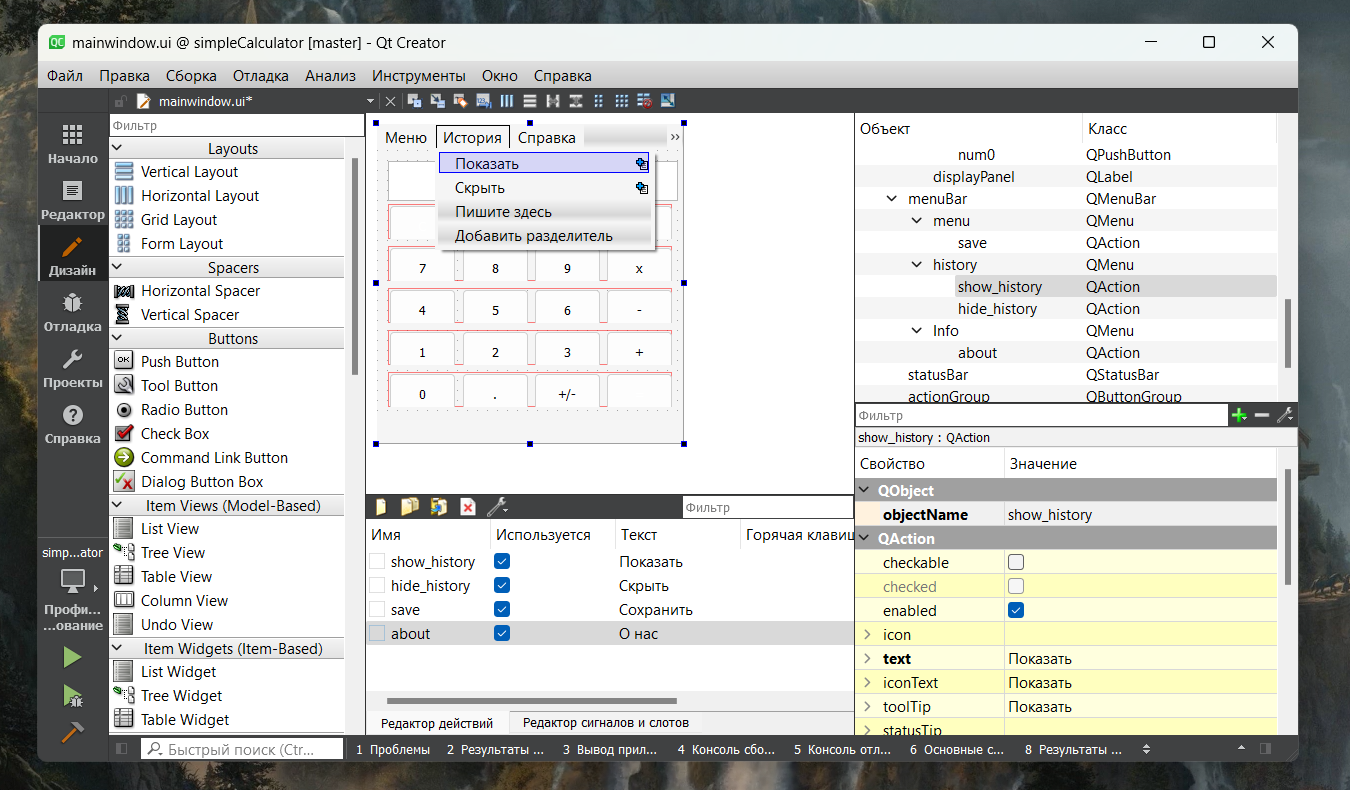 mainwindow.ui @ simpleCalculator [master] - Qt Creator
Файл Правка Сборка Отладка Анализ Инструменты Окно Справка
mainwindow.ui*
Начало
Редактор
Дизайн
Отладка
Проекты
Справка
simp...ator
Профи...
...ование
Фильтр
Layouts
Vertical Layout
Horizontal Layout
Grid Layout
Form Layout
Spacers
Horizontal Spacer
Vertical Spacer
Buttons
OK Push Button
Tool Button
Radio Button
Check Box
Command Link Button
Dialog Button Box
Item Views (Model-Based)
List View
Tree View
Table View
Column View
Undo View
Item Widgets (Item-Based)
List Widget
Tree Widget
Table Widget
Меню История Справка »
Показать
Скрыть
Пишите здесь
Добавить разделитель
7 8 9 x
4 5 6 -
1 2 3 +
0 . +/-
Фильтр
Имя Используется Текст Горячая клавиш
show_history Показать
hide_history Скрыть
save Сохранить
about О нас
Редактор действий Редактор сигналов и слотов
Объект Класс
num0 QPushButton
displayPanel QLabel
menuBar QMenuBar
menu QMenu
save QAction
history QMenu
show_history QAction
hide_history QAction
Info QMenu
about QAction
statusBar QStatusBar
actionGroup QButtonGroup
Фильтр
show_history : QAction
Свойство Значение
QObject
objectName show_history
QAction
checkable
checked
enabled
icon
text Показать
iconText Показать
toolTip Показать
statusTip
Быстрый поиск (Ctr... 1 Проблемы 2 Результаты ... 3 Вывод прил... 4 Консоль сбо... 5 Консоль отл... 6 Основные с... 8 Результаты ...